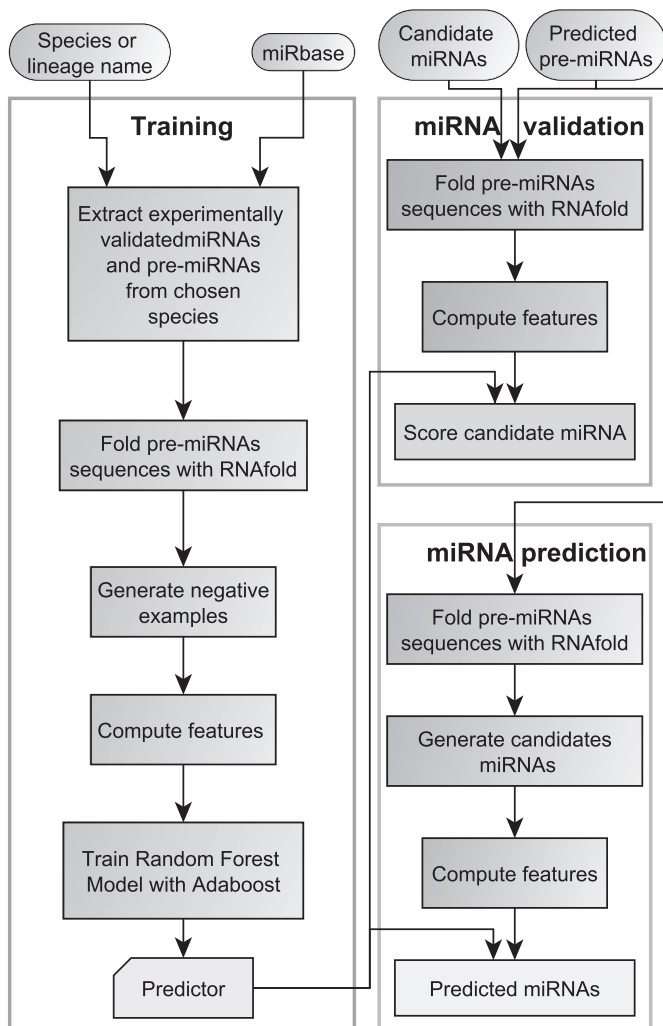 Species or
lineage name
miRbase
Training
Extract experimentally
validatedmiRNAs
and pre-miRNAs
from chosen
species
Fold pre-miRNAs
sequences with RNAfold
Generate negative
examples
Compute features
Train Random Forest
Model with Adaboost
Predictor
Candidate
miRNAs
Predicted
pre-miRNAs
miRNA validation
Fold pre-miRNAs
sequences with RNAfold
Compute features
Score candidate miRNA
miRNA prediction
Fold pre-miRNAs
sequences with RNAfold
Generate candidates
miRNAs
Compute features
Predicted miRNAs